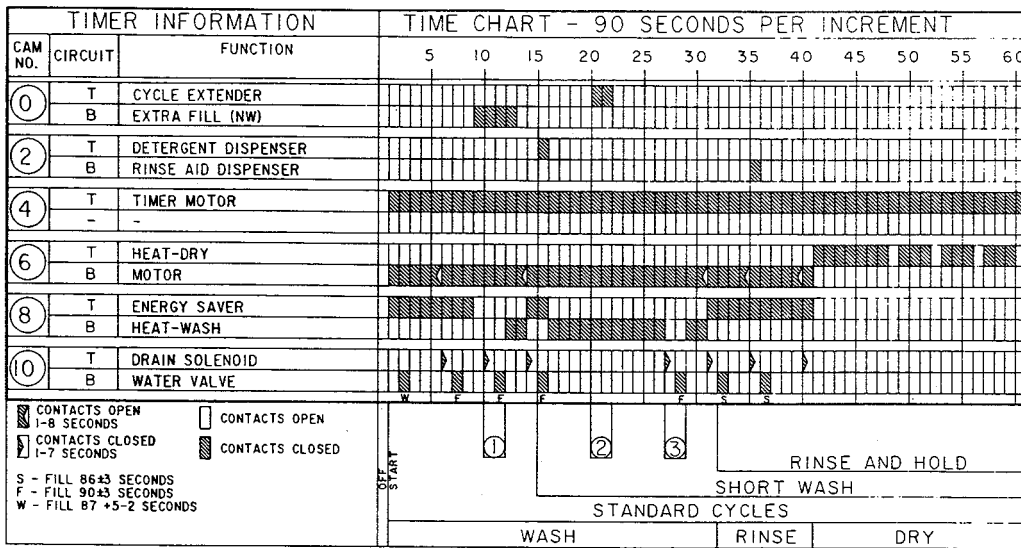 TIMER INFORMATION
TIME CHART - 90 SECONDS PER INCREMENT
CAM NO. CIRCUIT FUNCTION 5 10 15 20 25 30 35 40 45 50 55 60
0 T CYCLE EXTENDER
B EXTRA FILL (NW)
2 T DETERGENT DISPENSER
B RINSE AID DISPENSER
4 T TIMER MOTOR
- -
6 T HEAT-DRY
B MOTOR
8 T ENERGY SAVER
B HEAT-WASH
10 T DRAIN SOLENOID
B WATER VALVE
W F F F F S S
CONTACTS OPEN 1-8 SECONDS
CONTACTS OPEN
CONTACTS CLOSED 1-7 SECONDS
CONTACTS CLOSED
S - FILL 86±3 SECONDS
F - FILL 90±3 SECONDS
W - FILL 87 +5-2 SECONDS
OFF
START
1 2 3
RINSE AND HOLD
SHORT WASH
STANDARD CYCLES
WASH RINSE DRY